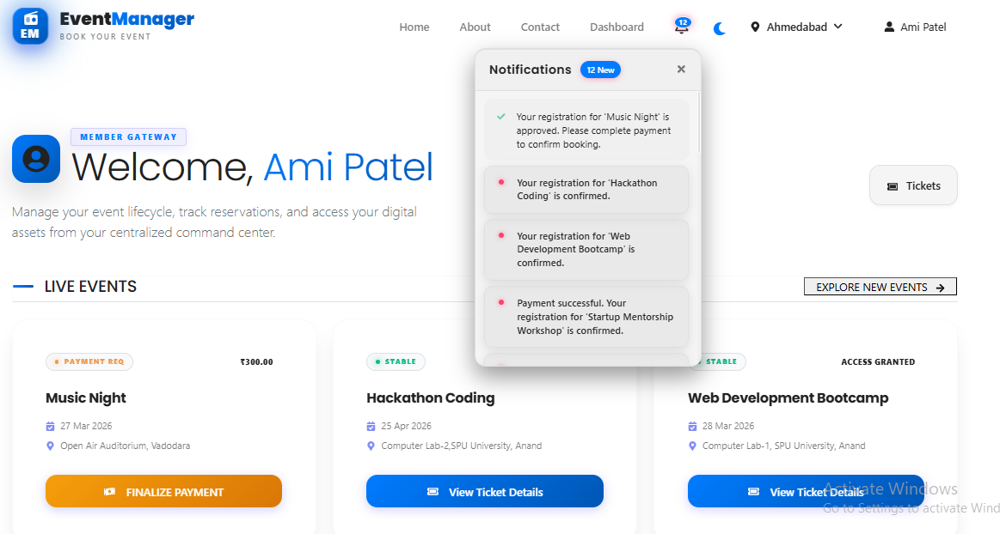 EM
EventManager
BOOK YOUR EVENT
Home
About
Contact
Dashboard
12
Ahmedabad
Ami Patel
Notifications
12 New
×
Your registration for 'Music Night' is
approved. Please complete payment
to confirm booking.
Your registration for 'Hackathon
Coding' is confirmed.
Your registration for 'Web
Development Bootcamp' is
confirmed.
Payment successful. Your
registration for 'Startup Mentorship
Workshop' is confirmed.
MEMBER GATEWAY
Welcome, Ami Patel
Manage your event lifecycle, track reservations, and access your digital
assets from your centralized command center.
Tickets
LIVE EVENTS
EXPLORE NEW EVENTS →
PAYMENT REQ
₹300.00
Music Night
27 Mar 2026
Open Air Auditorium, Vadodara
FINALIZE PAYMENT
STABLE
Hackathon Coding
25 Apr 2026
Computer Lab-2,SPU University, Anand
View Ticket Details
STABLE
ACCESS GRANTED
Web Development Bootcamp
28 Mar 2026
Computer Lab-1, SPU University, Anand
View Ticket Details
Activate Windows
Go to Settings to activate Wind